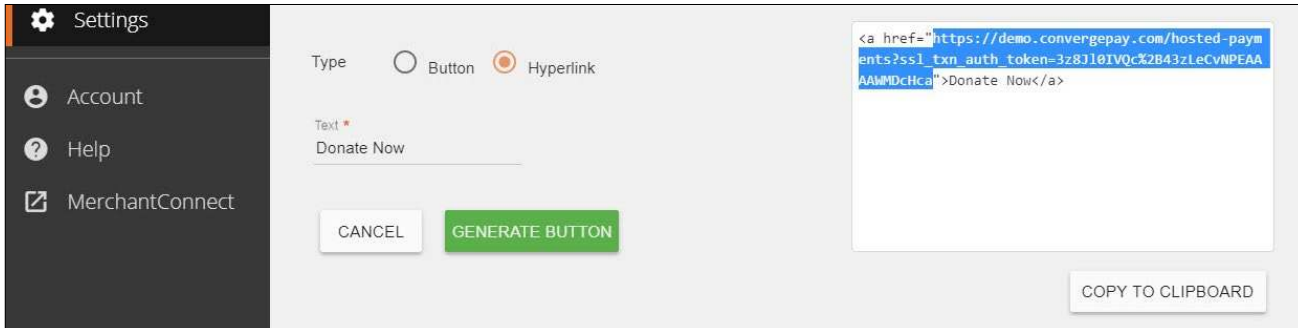 Settings
Account
Help
MerchantConnect
Type Button Hyperlink
Text *
Donate Now
CANCEL GENERATE BUTTON
<a href="https://demo.convergepay.com/hosted-paym
ents?ssl_txn_auth_token=3z8Jl0IVQc%2B43zLeCvNPEAA
AAWMDcHca">Donate Now</a>
COPY TO CLIPBOARD